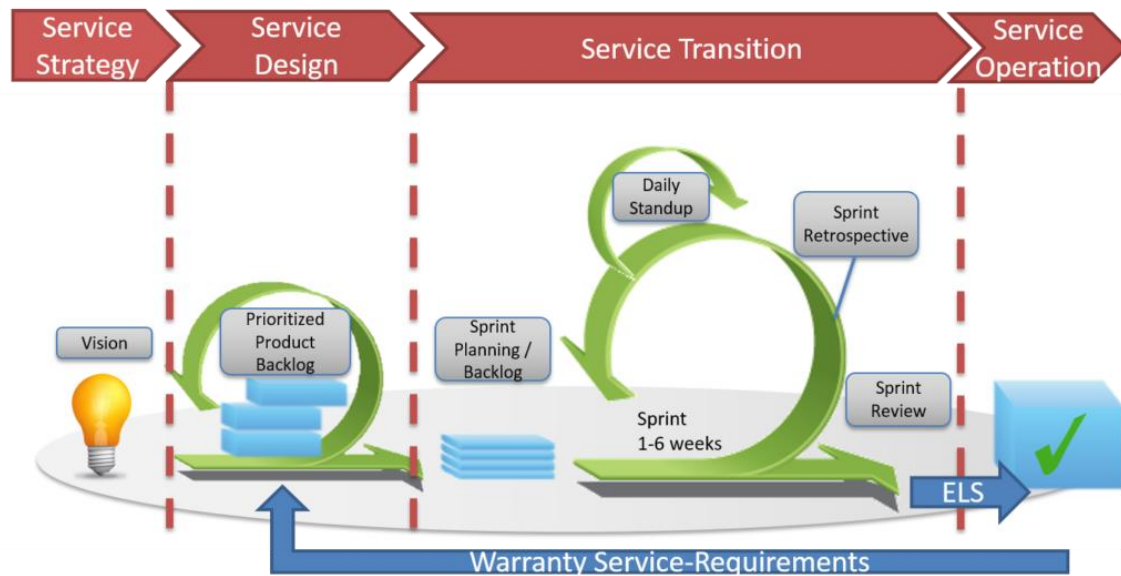 Service
Strategy
Service
Design
Service Transition
Service
Operation
Daily
Standup
Sprint
Retrospective
Vision
Prioritized
Product
Backlog
Sprint
Planning /
Backlog
Sprint
Review
Sprint
1-6 weeks
ELS
Warranty Service-Requirements